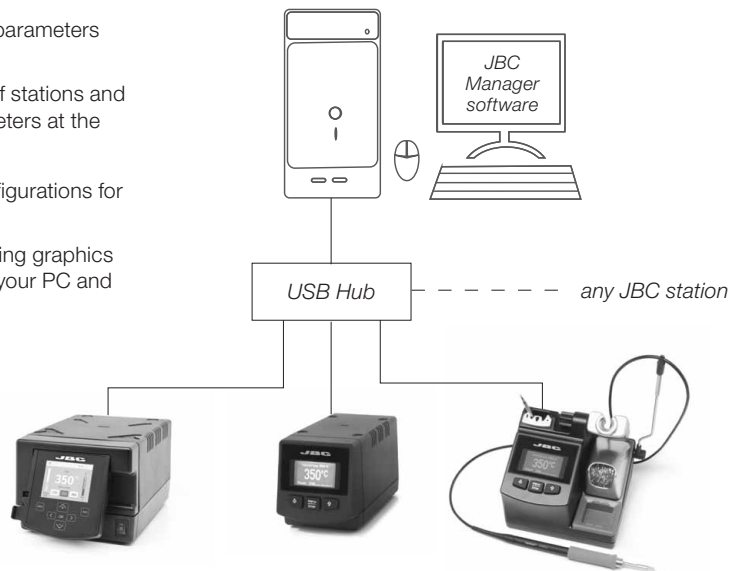 parameters
f stations and
eters at the
figurations for
ing graphics
your PC and
JBC
Manager
software
USB Hub
any JBC station
JBC
350°
JBC
350°C
JBC
350°C